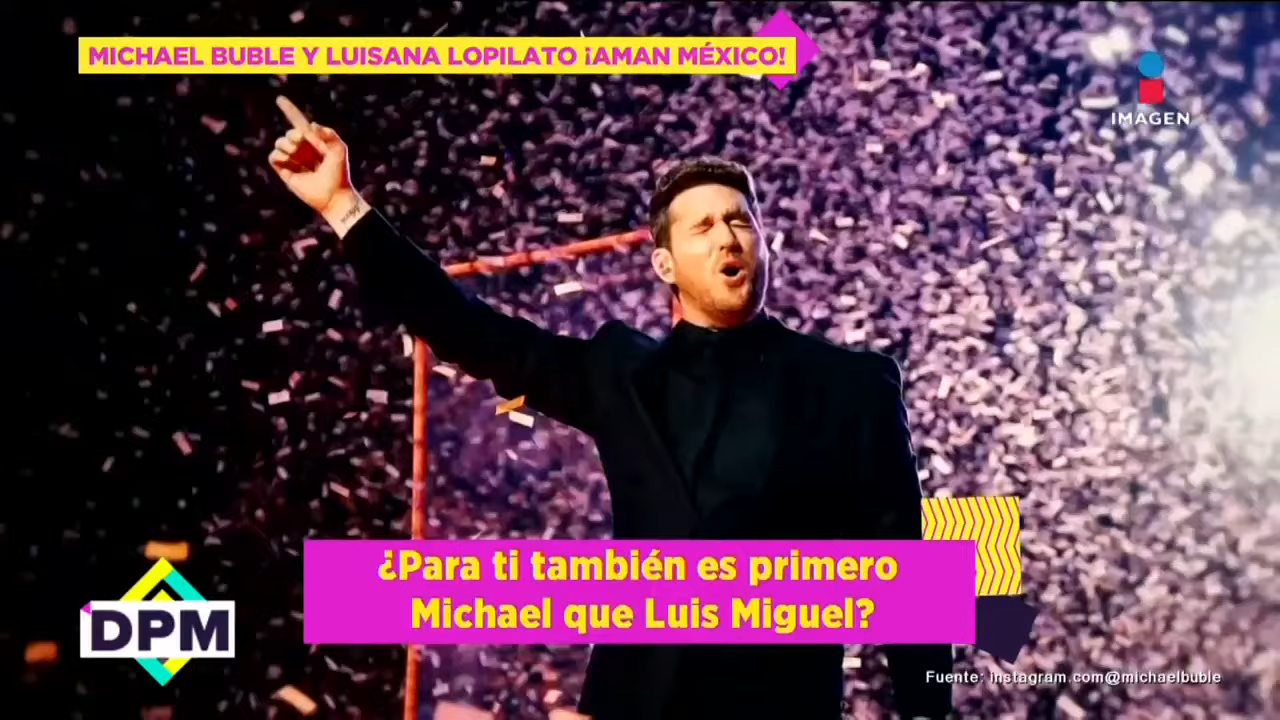 MICHAEL BUBLE Y LUISANA LOPILATO ¡AMAN MÉXICO!
IMAGEN
¿Para ti también es primero
Michael que Luis Miguel?
DPM
Fuente: instagram.com@michaelbuble